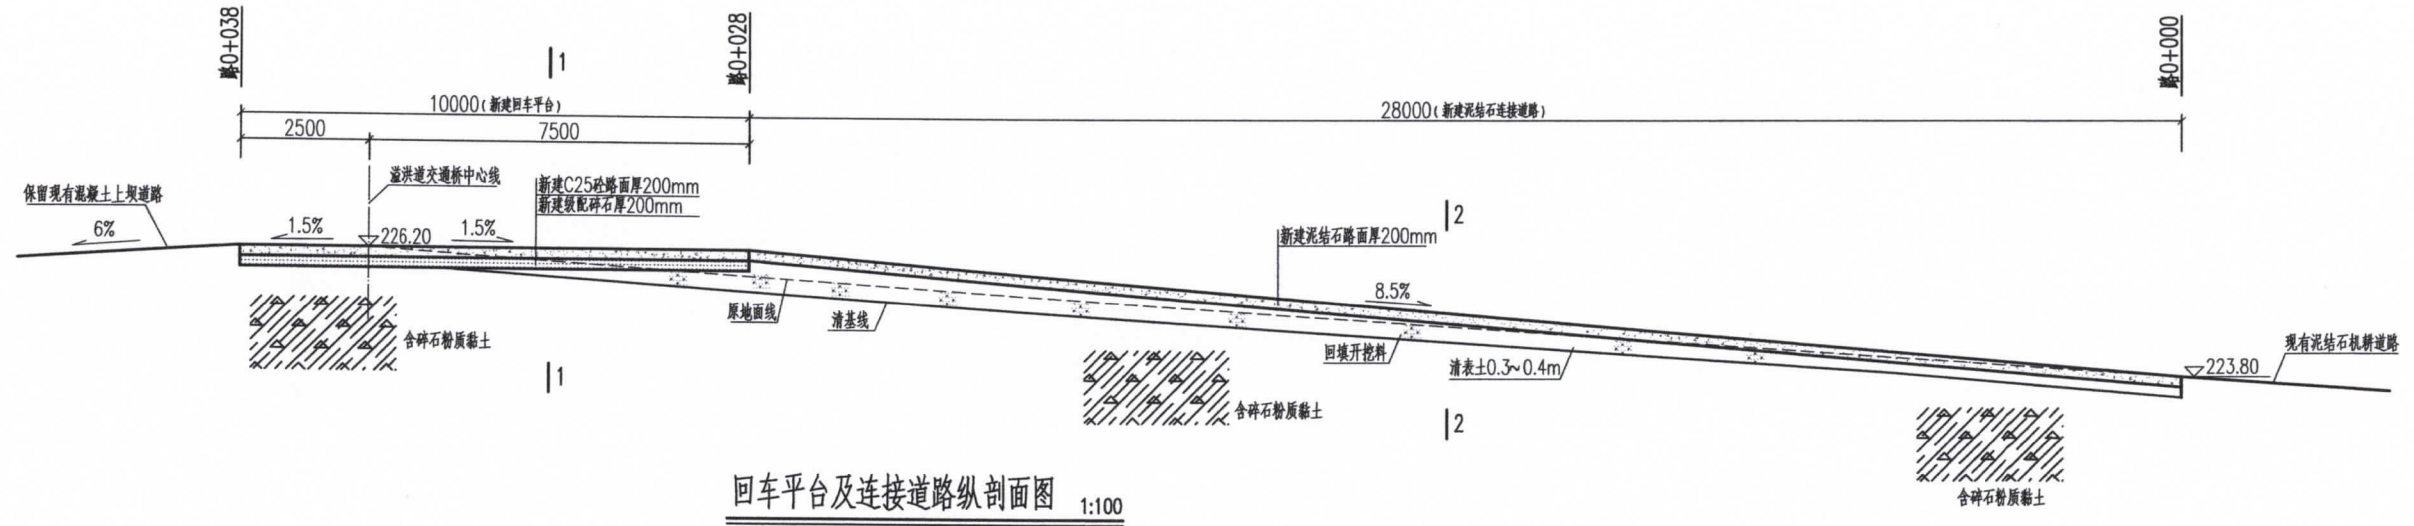 路0+038
路0+028
路0+000
1
10000(新建回车平台)
28000(新建泥结石连接道路)
2500
7500
溢洪道交通桥中心线
保留现有混凝土上坝道路
新建C25砼路面厚200mm
新建级配碎石厚200mm
6%
1.5%
226.20
1.5%
2
新建泥结石路面厚200mm
8.5%
原地面线
清基线
含碎石粉质黏土
回填开挖料
清表土0.3~0.4m
现有泥结石机耕道路
223.80
1
含碎石粉质黏土
2
含碎石粉质黏土
回车平台及连接道路纵剖面图 1:100